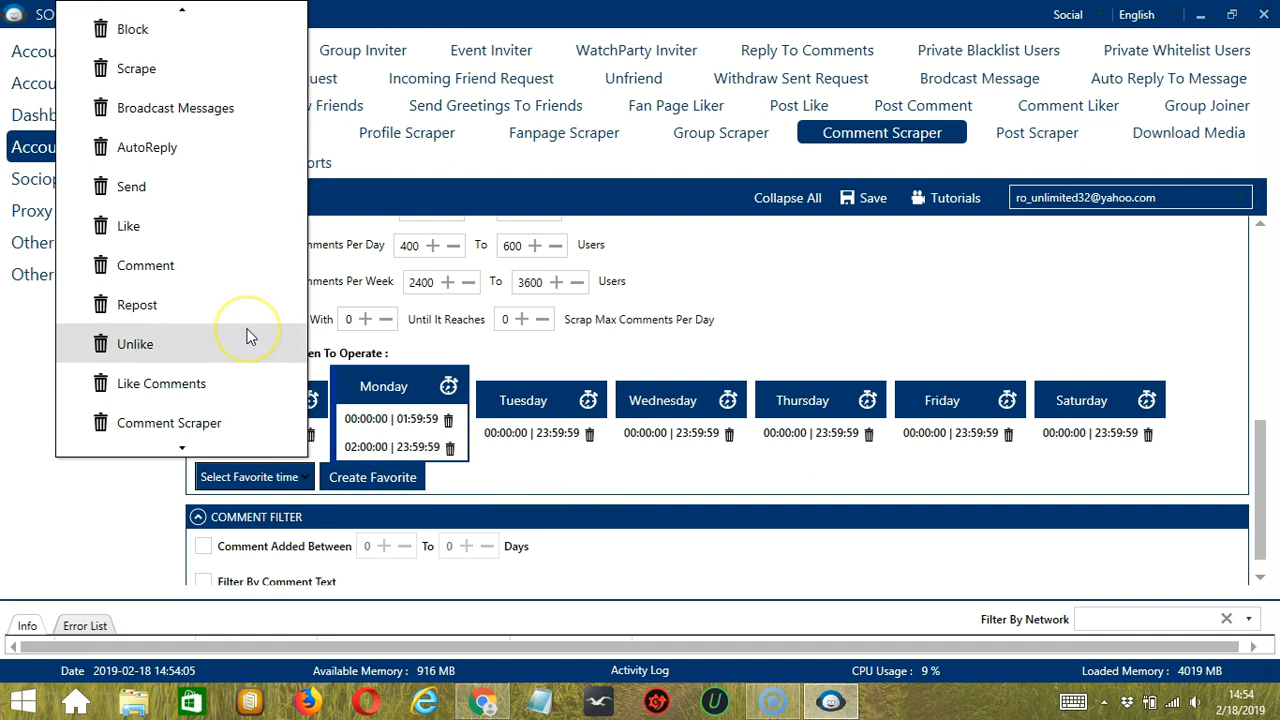 SO
Social
English
Block
Scrape
Broadcast Messages
AutoReply
Send
Like
Comment
Repost
Unlike
Like Comments
Comment Scraper
Accou
Accou
Dashb
Accou
Sociop
Proxy
Other
Other
Group Inviter Event Inviter WatchParty Inviter Reply To Comments Private Blacklist Users Private Whitelist Users
uest Incoming Friend Request Unfriend Withdraw Sent Request Brodcast Message Auto Reply To Message
w Friends Send Greetings To Friends Fan Page Liker Post Like Post Comment Comment Liker Group Joiner
Profile Scraper Fanpage Scraper Group Scraper Comment Scraper Post Scraper Download Media
orts
Collapse All Save Tutorials ro_unlimited32@yahoo.com
mments Per Day 400 To 600 Users
mments Per Week 2400 To 3600 Users
With 0 Until It Reaches 0 Scrap Max Comments Per Day
en To Operate :
Monday Tuesday Wednesday Thursday Friday Saturday
00:00:00 | 01:59:59
02:00:00 | 23:59:59
00:00:00 | 23:59:59 00:00:00 | 23:59:59 00:00:00 | 23:59:59 00:00:00 | 23:59:59 00:00:00 | 23:59:59
Select Favorite time Create Favorite
COMMENT FILTER
Comment Added Between 0 To 0 Days
Filter By Comment Text
Info Error List Filter By Network
Date 2019-02-18 14:54:05 Available Memory : 916 MB Activity Log CPU Usage : 9 % Loaded Memory : 4019 MB
14:54
2/18/2019